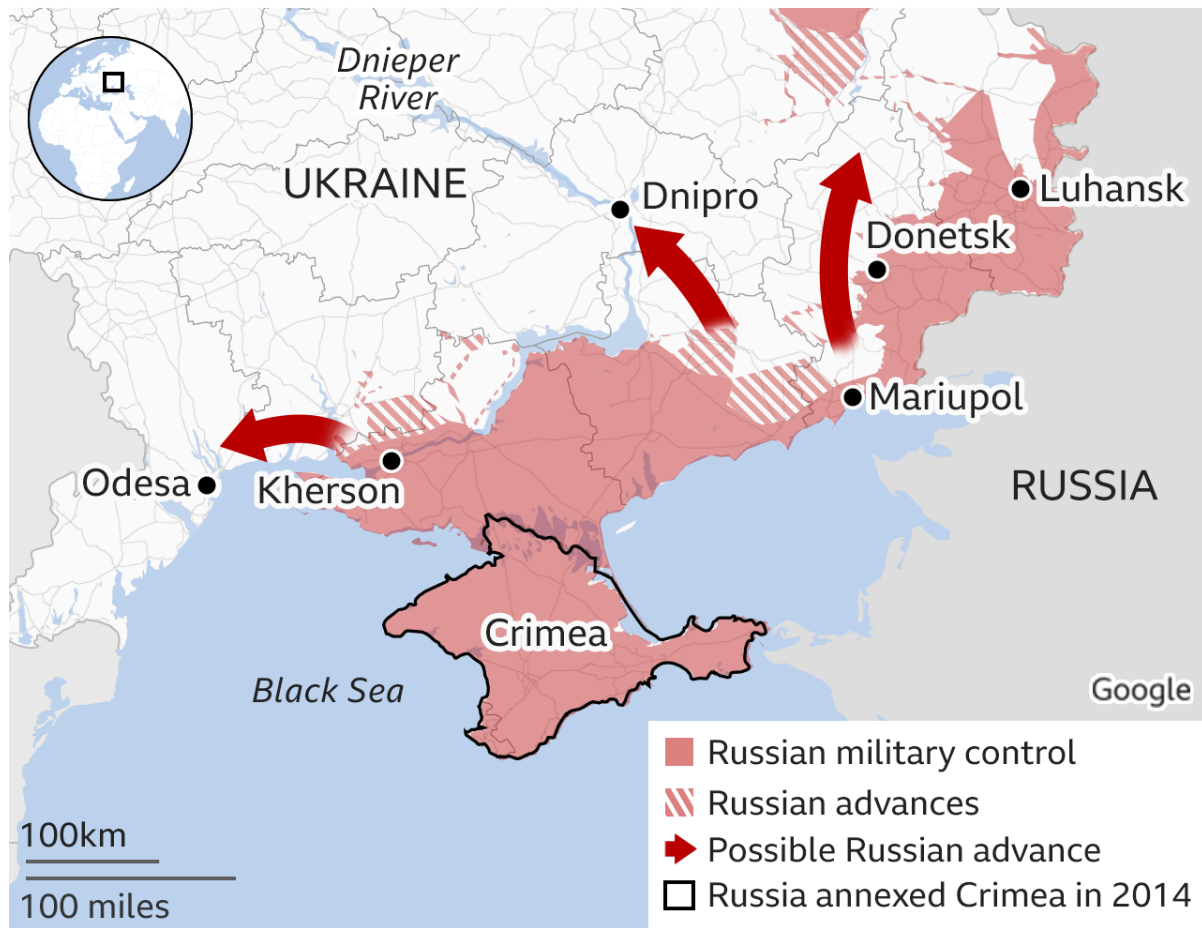 Dnieper
River
UKRAINE
Dnipro
Luhansk
Donetsk
Mariupol
Odesa
Kherson
RUSSIA
Crimea
Black Sea
Google
Russian military control
Russian advances
Possible Russian advance
Russia annexed Crimea in 2014
100km
100 miles